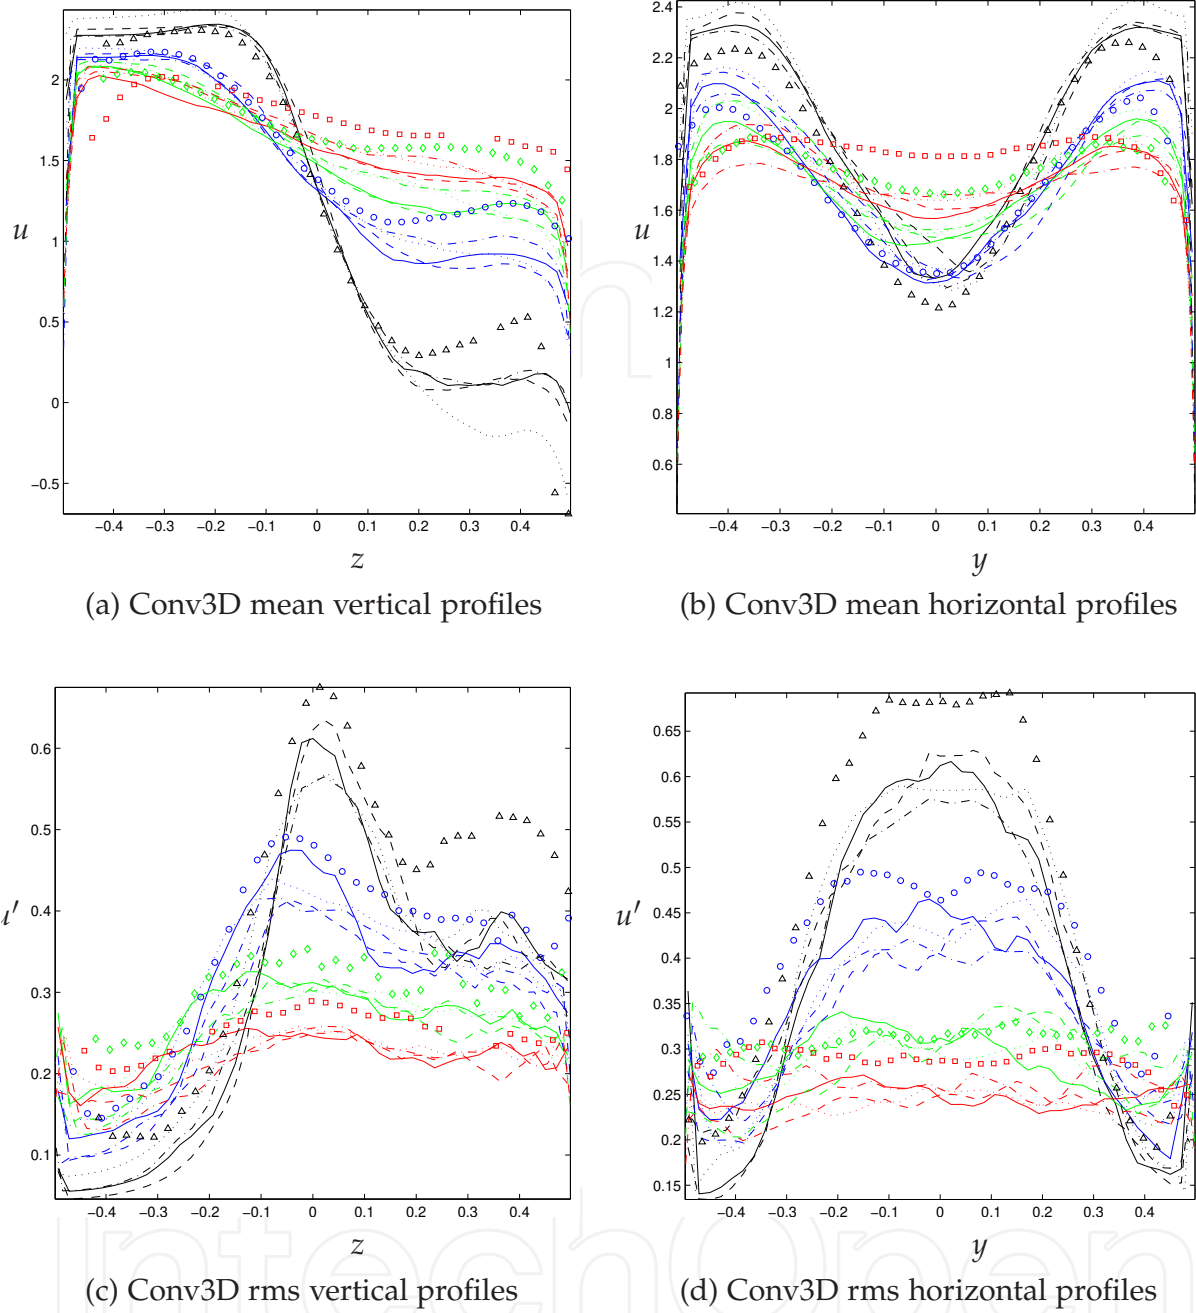 2
1.5
1
0.5
0
−0.5
u
−0.4 −0.3 −0.2 −0.1 0 0.1 0.2 0.3 0.4 0.5
z
(a) Conv3D mean vertical profiles
2.4
2.2
2
1.8
1.6
1.4
1.2
1
0.8
0.6
u
−0.4 −0.3 −0.2 −0.1 0 0.1 0.2 0.3 0.4 0.5
y
(b) Conv3D mean horizontal profiles
0.6
0.5
0.4
0.3
0.2
0.1
u′
−0.4 −0.3 −0.2 −0.1 0 0.1 0.2 0.3 0.4
z
(c) Conv3D rms vertical profiles
0.65
0.6
0.55
0.5
0.45
0.4
0.35
0.3
0.25
0.2
0.15
u′
−0.4 −0.3 −0.2 −0.1 0 0.1 0.2 0.3 0.4
y
(d) Conv3D rms horizontal profiles
IntechOpen